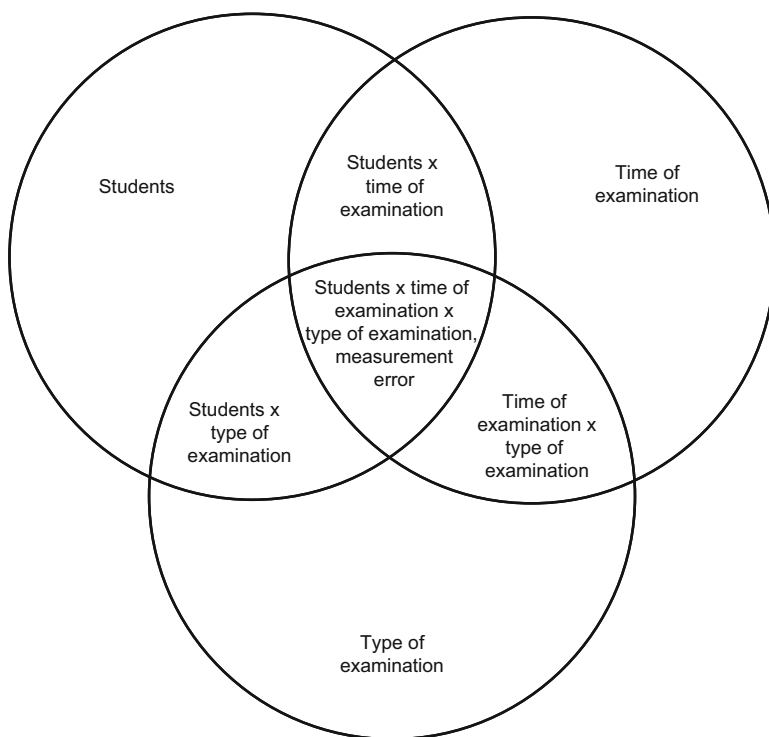 Students
Students x
time of
examination
Time of
examination
Students x time of
examination x
type of examination,
measurement
error
Students x
type of
examination
Time of
examination x
type of
examination
Type of
examination